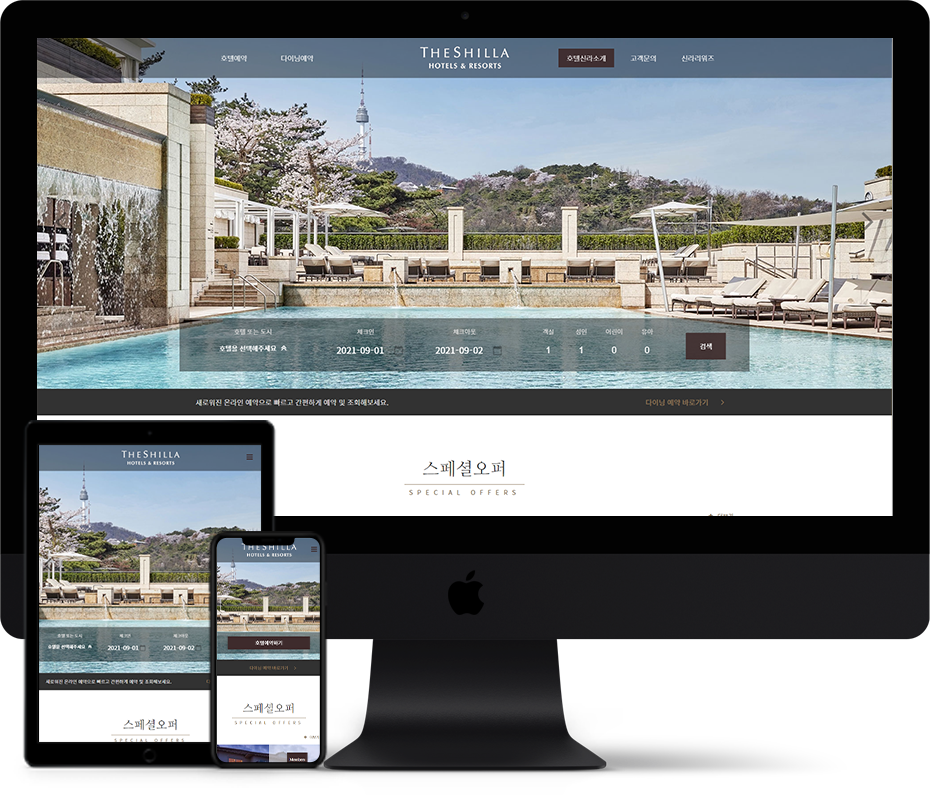 호텔예약 다이닝예약 THE SHILLA 호텔신라소개 고객문의 신라리워즈
HOTELS & RESORTS
호텔 또는 도시 체크인 체크아웃 객실 성인 어린이 유아
호텔을 선택해주세요 2021-09-01 2021-09-02 1 1 0 0 검색
새로워진 온라인 예약으로 빠르고 간편하게 예약 및 조회해보세요. 다이닝 예약 바로가기 >
스페셜오퍼
SPECIAL OFFERS
THE SHILLA
HOTELS & RESORTS
호텔 또는 도시 체크인 체크아웃
호텔을 선택해주세요 2021-09-01 2021-09-02
새로워진 온라인 예약으로 빠르고 간편하게 예약 및 조회해보세요.
스페셜오퍼
SPECIAL OFFERS
THE SHILLA
HOTELS & RESORTS
호텔예약하기
다이닝 예약 바로가기 >
스페셜오퍼
SPECIAL OFFERS